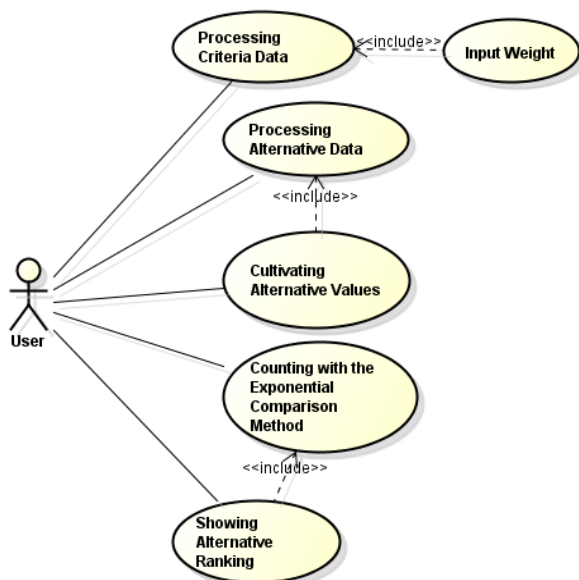 Processing
Criteria Data
<<include>>
Input Weight
Processing
Alternative Data
<<include>>
Cultivating
Alternative Values
User
Counting with the
Exponential
Comparison
Method
<<include>>
Showing
Alternative
Ranking